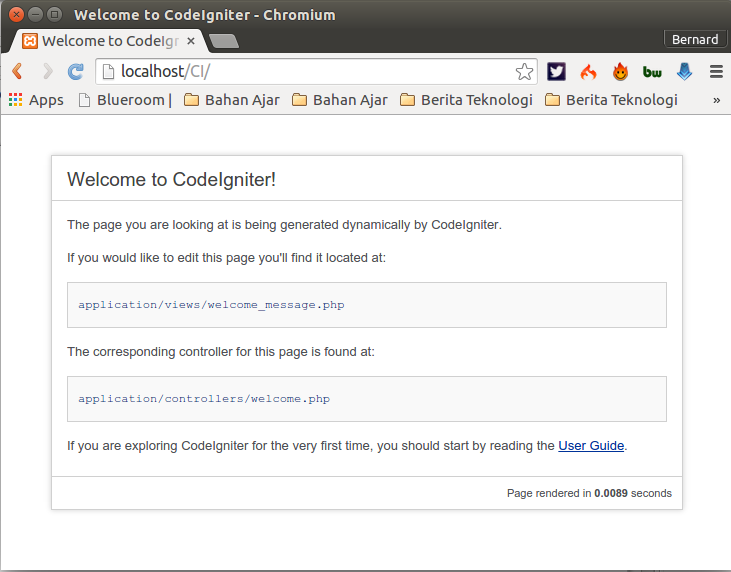 Welcome to CodeIgniter - Chromium
Welcome to CodeIgr
Bernard
localhost/CI/
bw
Apps Blueroom | Bahan Ajar Bahan Ajar Berita Teknologi Berita Teknologi »
Welcome to CodeIgniter!
The page you are looking at is being generated dynamically by CodeIgniter.
If you would like to edit this page you'll find it located at:
application/views/welcome_message.php
The corresponding controller for this page is found at:
application/controllers/welcome.php
If you are exploring CodeIgniter for the very first time, you should start by reading the User Guide.
Page rendered in 0.0089 seconds